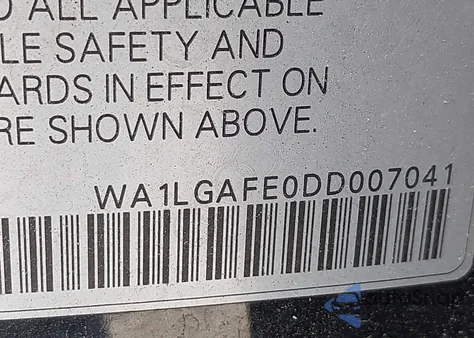 O ALL APPLICABLE
LE SAFETY AND
ARDS IN EFFECT ON
RE SHOWN ABOVE.
WA1LGAFE0DD007041